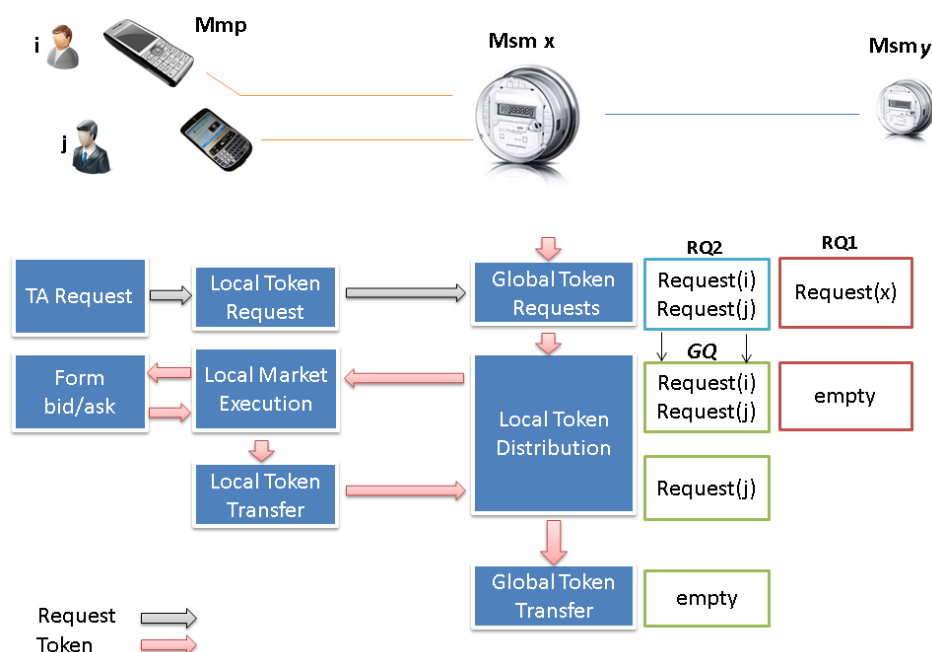 Mmp
i
Msm x
Msm y
j
RQ2
RQ1
TA Request
Local Token
Request
Global Token
Requests
Request(i)
Request(j)
Request(x)
GQ
Form
bid/ask
Local Market
Execution
Local Token
Distribution
Request(i)
Request(j)
empty
Local Token
Transfer
Request(j)
Global Token
Transfer
empty
Request
Token